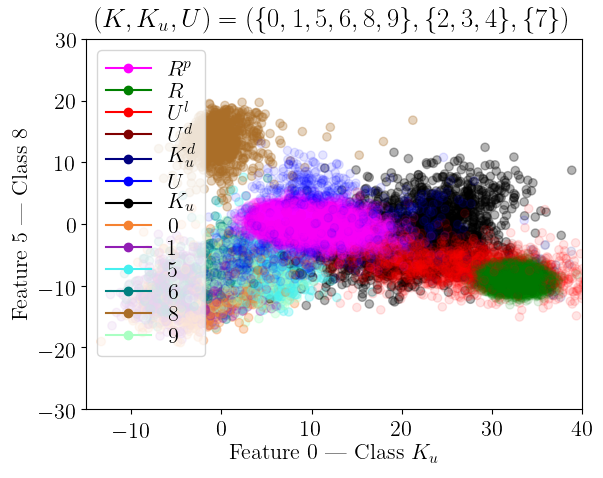 (K, K_u, U) = ({0, 1, 5, 6, 8, 9}, {2, 3, 4}, {7})
30
20
10
0
−10
−20
−30
Feature 5 — Class 8
R^p
R
U^l
U^d
K_u^d
U
K_u
0
1
5
6
8
9
−10 0 10 20 30 40
Feature 0 — Class K_u